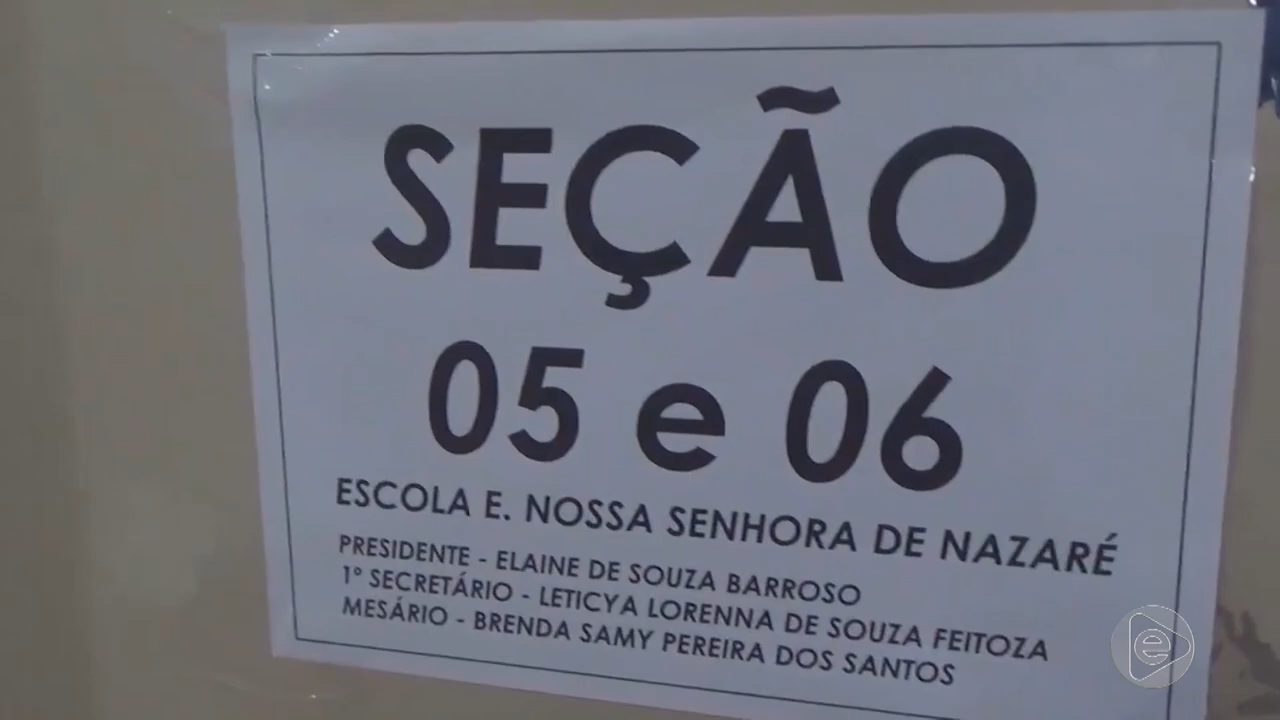 SEÇÃO
05 e 06
ESCOLA E. NOSSA SENHORA DE NAZARÉ
PRESIDENTE - ELAINE DE SOUZA BARROSO
1º SECRETÁRIO - LETICYA LORENNA DE SOUZA FEITOZA
MESÁRIO - BRENDA SAMY PEREIRA DOS SANTOS
e